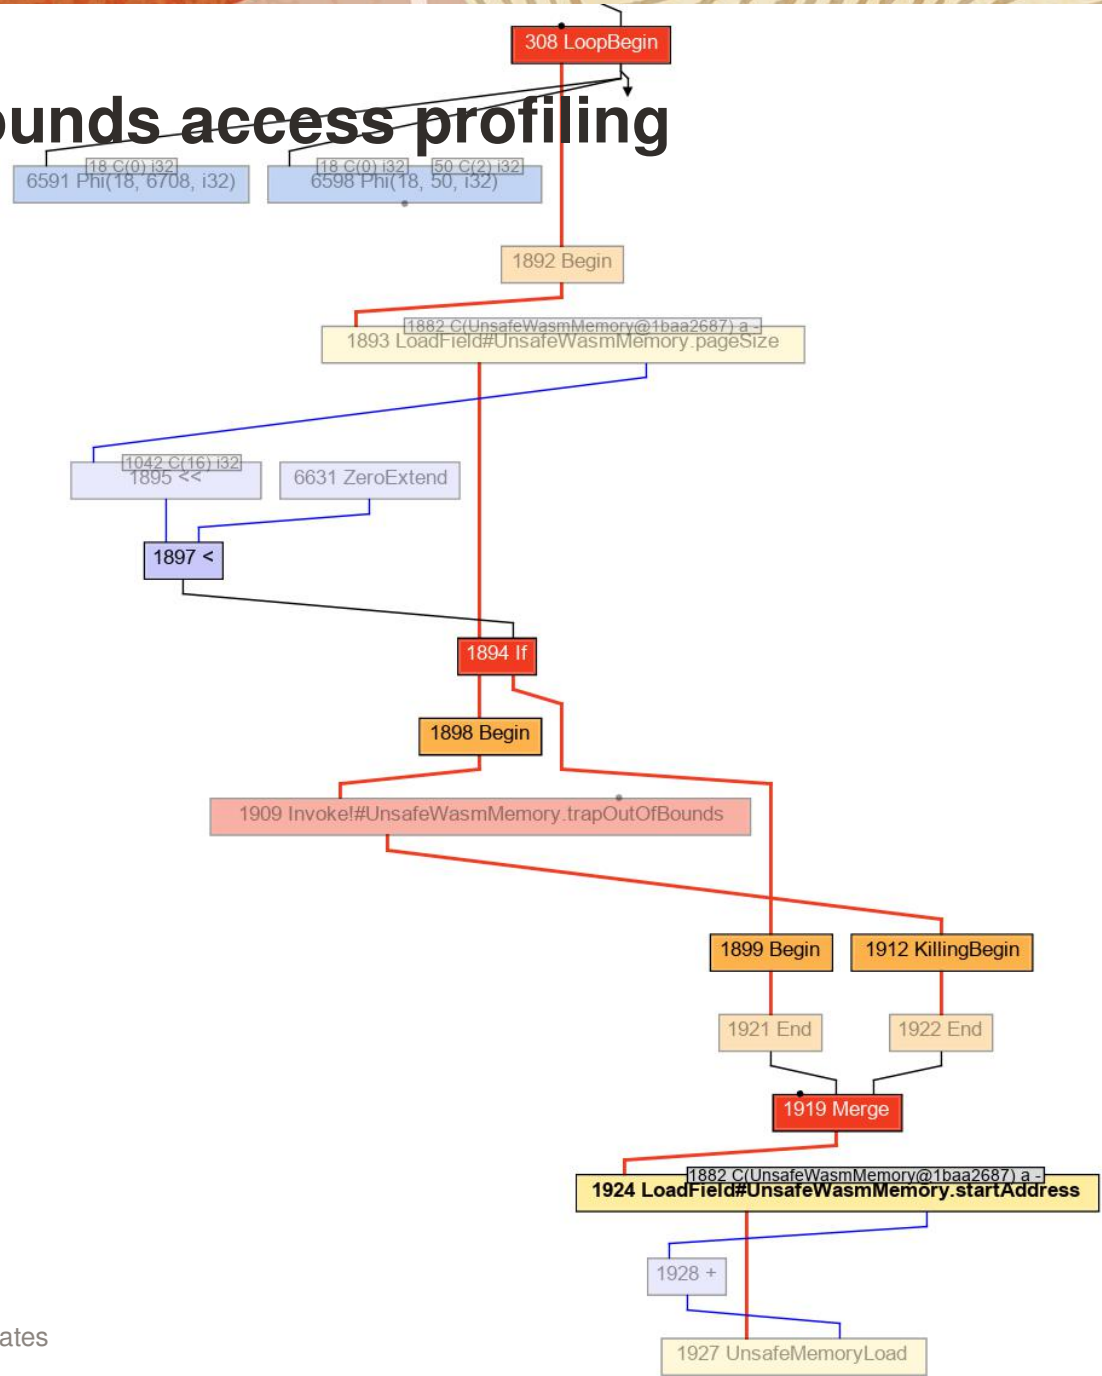 308 LoopBegin
ounds access profiling
18 C(0) i32
18 C(0) i32
50 C(2) i32
6591 Phi(18, 6708, i32)
6598 Phi(18, 50, i32)
1892 Begin
1882 C(UnsafeWasmMemory@1baa2687) a -
1893 LoadField#UnsafeWasmMemory.pageSize
1042 C(16) i32
1895 <<
6631 ZeroExtend
1897 <
1894 If
1898 Begin
1909 Invoke!#UnsafeWasmMemory.trapOutOfBounds
1899 Begin
1912 KillingBegin
1921 End
1922 End
1919 Merge
1882 C(UnsafeWasmMemory@1baa2687) a -
1924 LoadField#UnsafeWasmMemory.startAddress
1928 +
ates
1927 UnsafeMemoryLoad